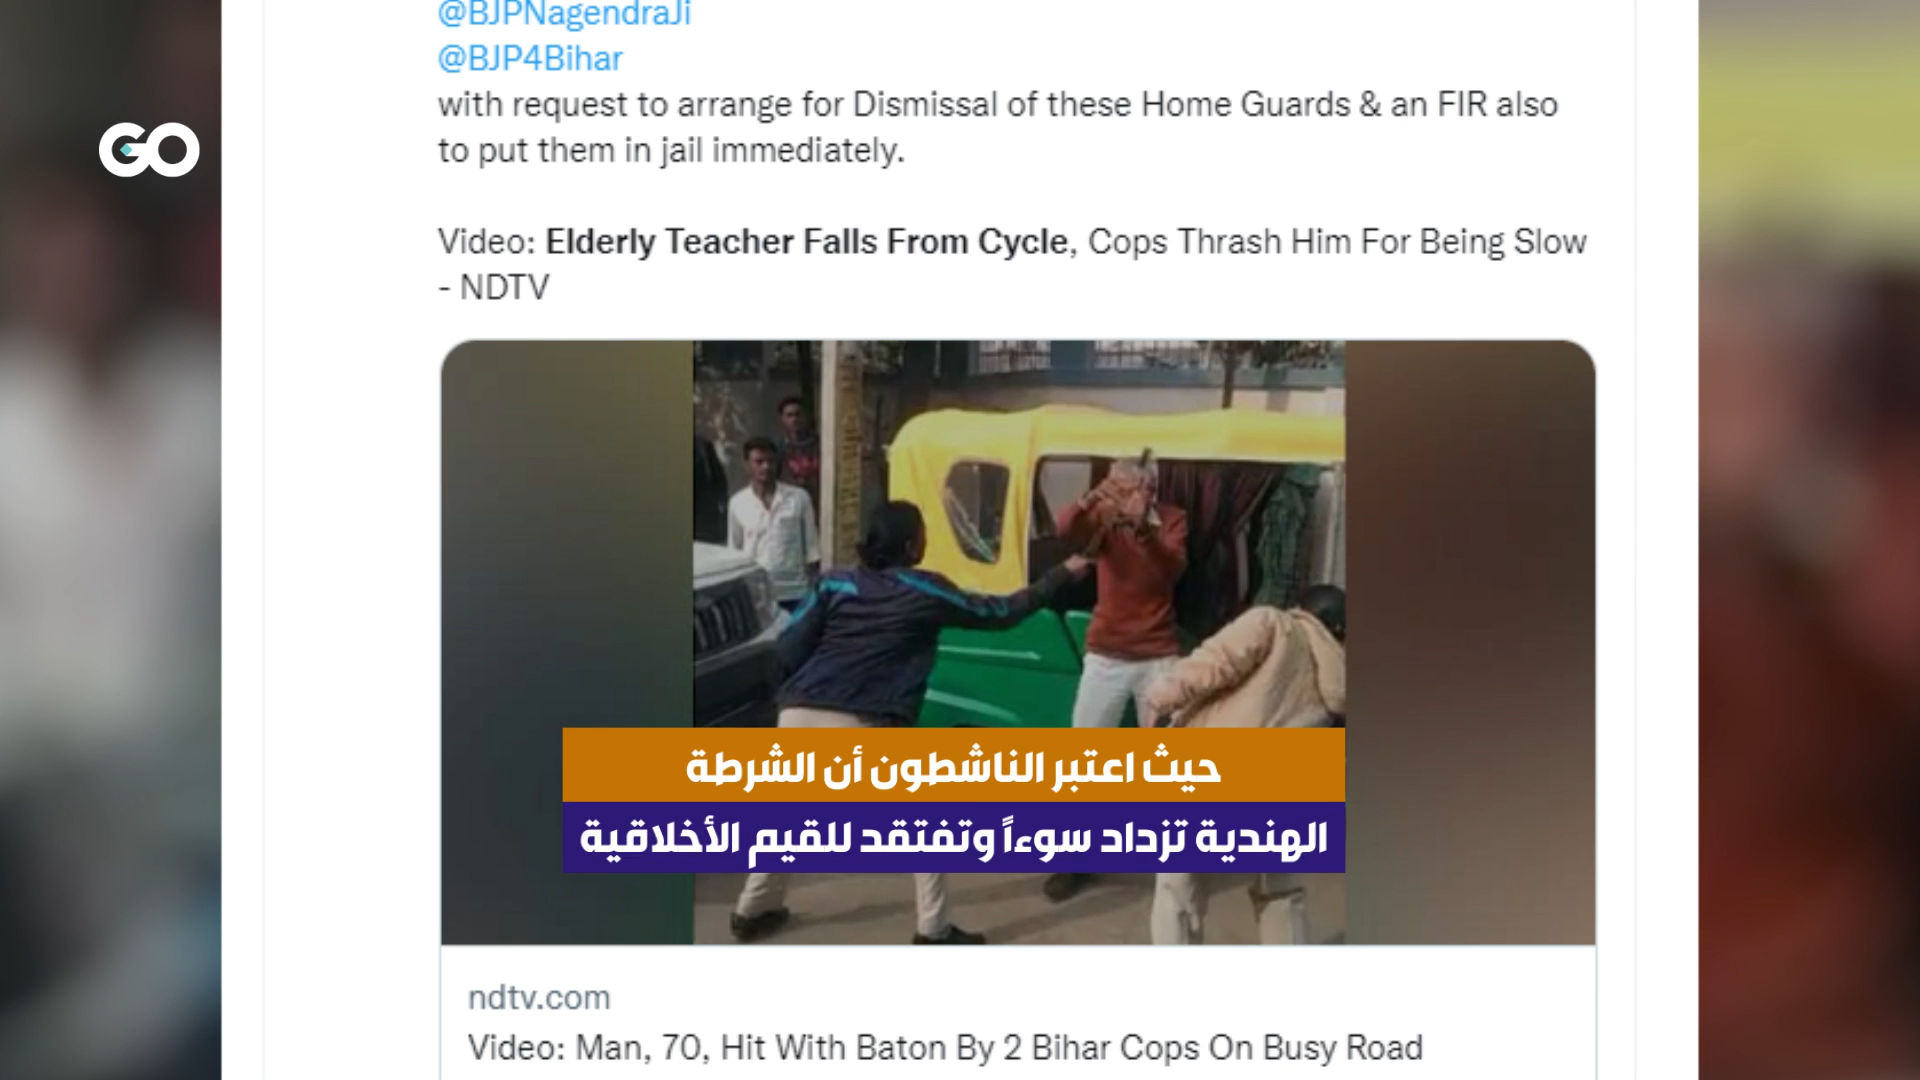 @BJPNagendraJi
@BJP4Bihar
with request to arrange for Dismissal of these Home Guards & an FIR also
to put them in jail immediately.
Video: Elderly Teacher Falls From Cycle, Cops Thrash Him For Being Slow
- NDTV
GO
حيث اعتبر الناشطون أن الشرطة
الهندية تزداد سوءاً وتفتقد للقيم الأخلاقية
ndtv.com
Video: Man, 70, Hit With Baton By 2 Bihar Cops On Busy Road